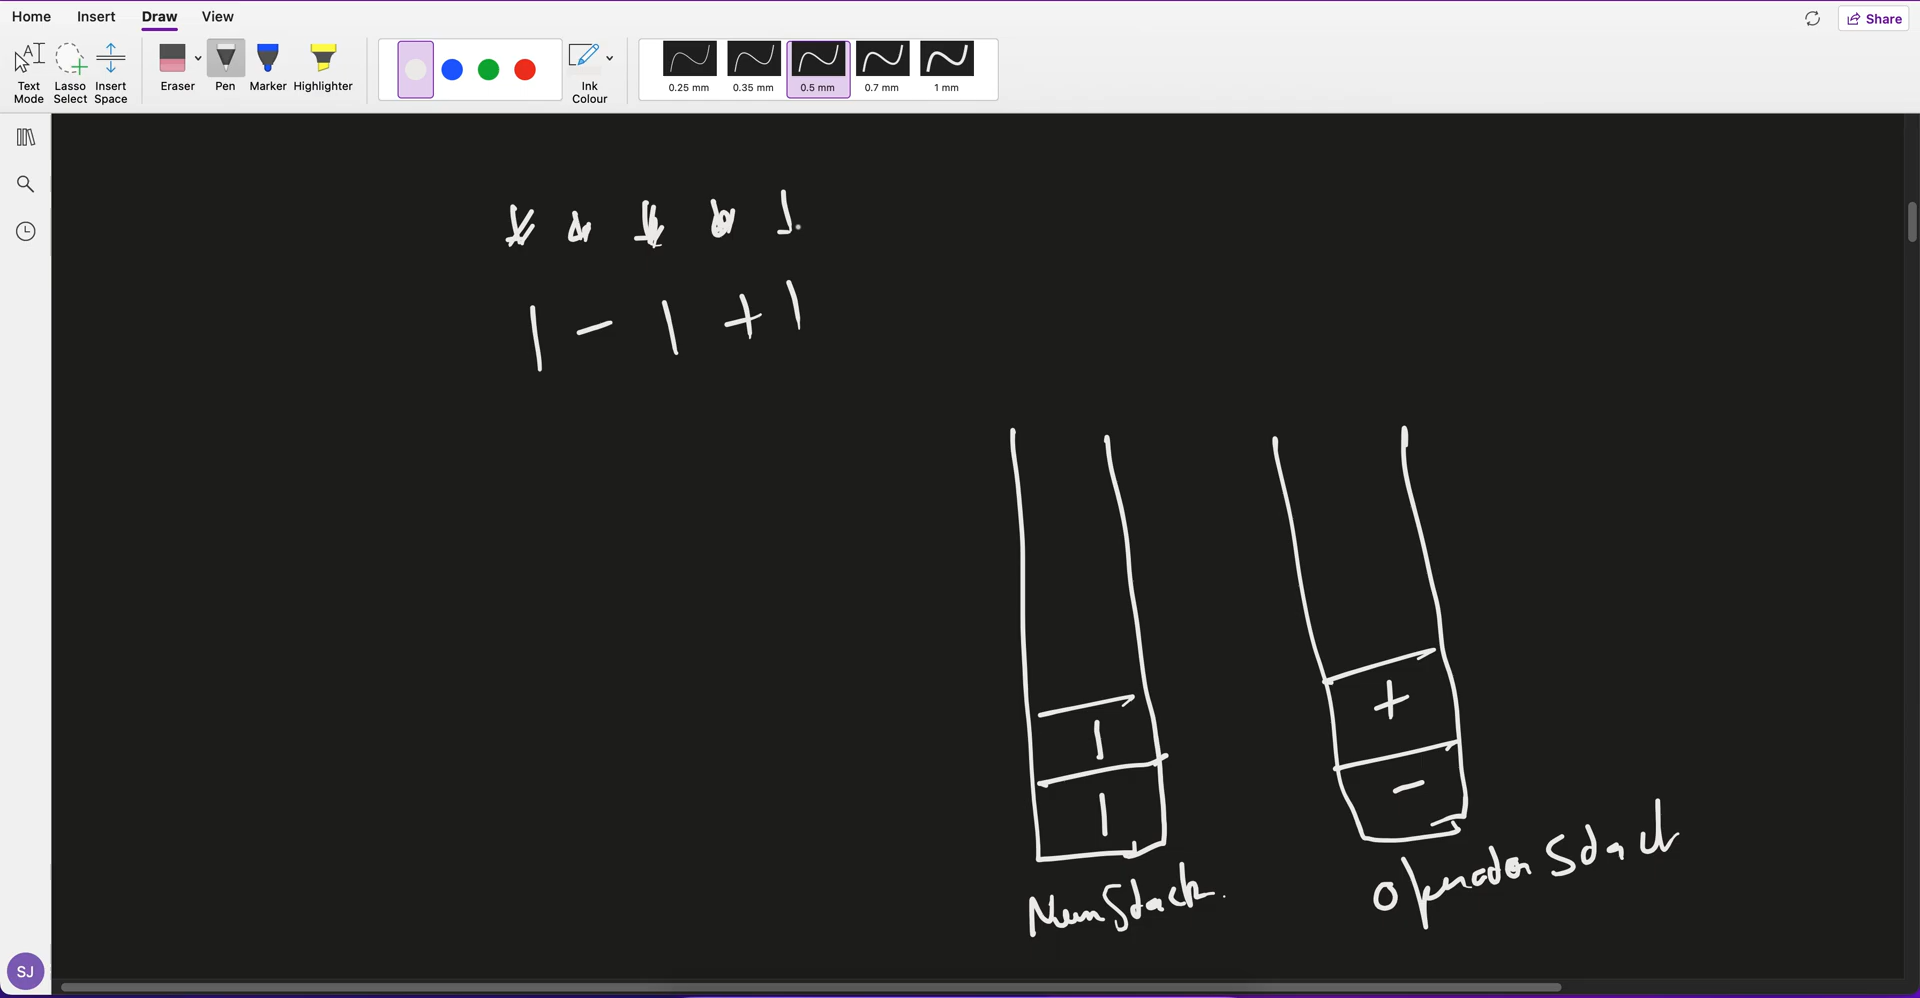 Home Insert Draw View Share
Text Mode Lasso Select Insert Space Eraser Pen Marker Highlighter Ink Colour 0.25 mm 0.35 mm 0.5 mm 0.7 mm 1 mm
1 - 1 + 1
1 +
1 -
NumStack. Operator Stack
SJ